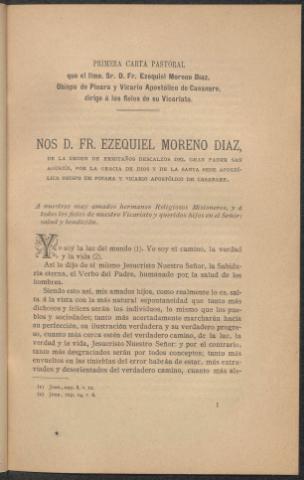 PRIMERA CARTA PASTORAL
que el Ilmo. Sr. D. Fr. Ezequiel Moreno Diaz,
Obispo de Pinara y Vicario Apostólico de Casanare,
dirige á los fieles de su Vicariato.
NOS D. FR. EZEQUIEL MORENO DIAZ,
DE LA ORDEN DE ERMITAÑOS DESCALZOS DEL GRAN PADRE SAN
AGUSTÍN, POR LA GRACIA DE DIOS Y DE LA SANTA SEDE APOSTÓ-
LICA OBISPO DE PINARA Y VICARIO APOSTÓLICO DE CASANARE.
A nuestros muy amados hermanos Religiosos Misioneros, y á
todos los fieles de nuestro Vicariato y queridos hijos en el Señor:
salud y bendición.
Yo soy la luz del mundo (1). Yo soy el camino, la verdad
y la vida (2).
Así lo dijo de sí mismo Jesucristo Nuestro Señor, la Sabidu-
ría eterna, el Verbo del Padre, humanado por la salud de los
hombres.
Siendo esto así, mis amados hijos, como realmente lo es, sal-
ta á la vista con la más natural espontaneidad que tanto más
dichosos y felices serán los individuos, lo mismo que los pue-
blos y sociedades; tanto más acertadamente marcharán hacia
su perfección, su ilustración verdadera y su verdadero progre-
so, cuanto más cerca estén del verdadero camino, de la luz, la
verdad y la vida, Jesucristo Nuestro Señor; y por el contrario,
tanto más desgraciados serán por todos conceptos; tanto más
envueltos en las tinieblas del error habrán de estar, más extra-
viados y desorientados del verdadero camino, cuanto más ale-
(1) Joan., cap. 8, v. 12.
(2) Joan., cap. 14, v. 6.
1